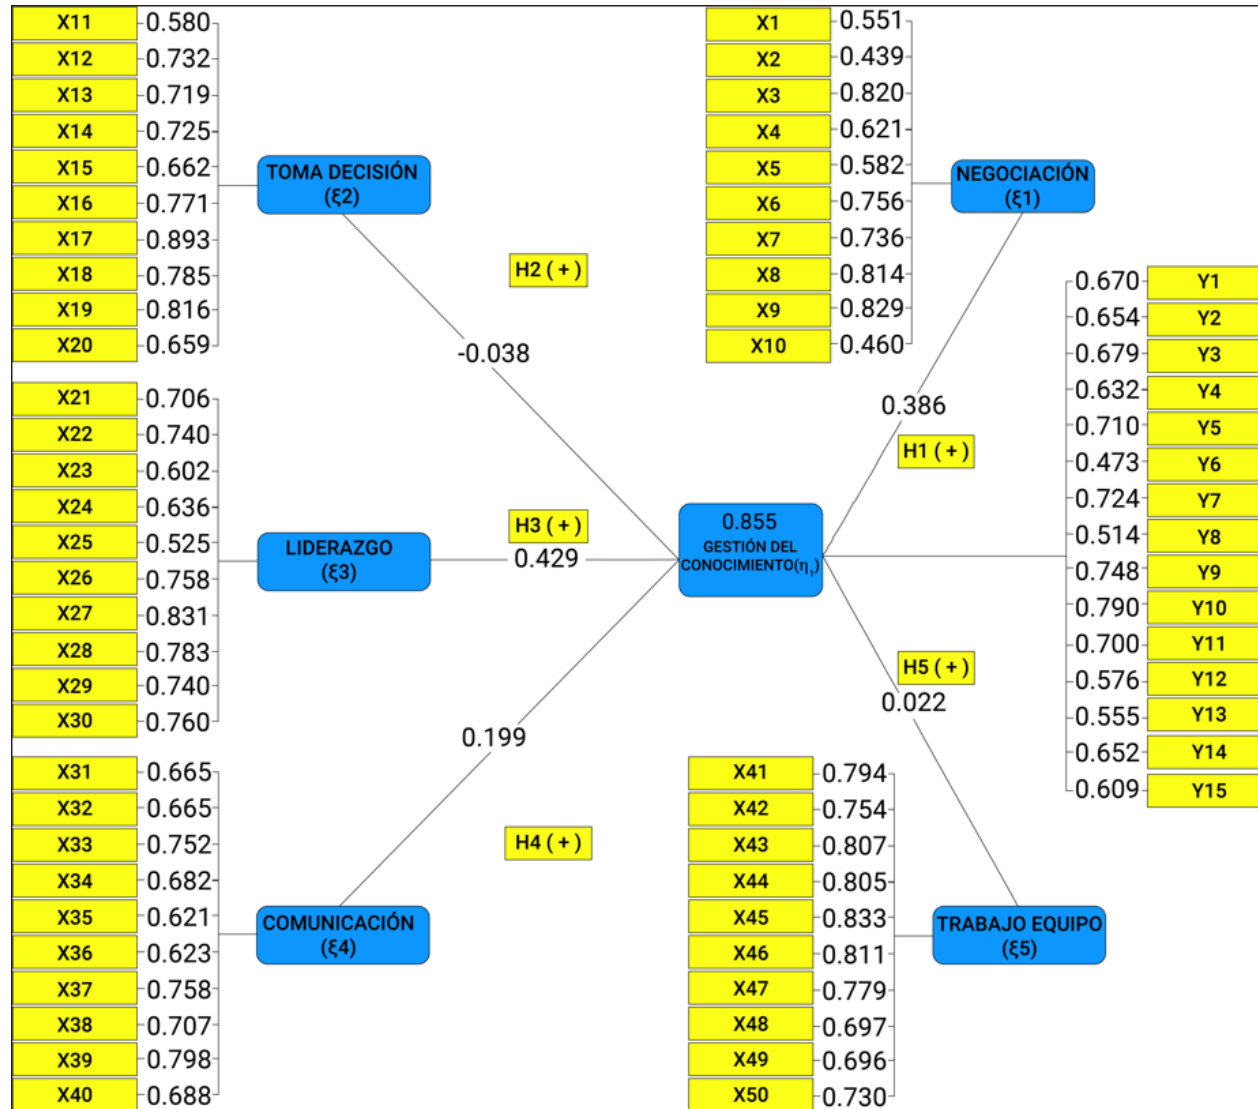 X11 0.580
X12 0.732
X13 0.719
X14 0.725
X15 0.662
X16 0.771
X17 0.893
X18 0.785
X19 0.816
X20 0.659
TOMA DECISIÓN
(ξ2)
H2 ( + )
-0.038
X1 0.551
X2 0.439
X3 0.820
X4 0.621
X5 0.582
X6 0.756
X7 0.736
X8 0.814
X9 0.829
X10 0.460
NEGOCIACIÓN
(ξ1)
0.386
H1 ( + )
X21 0.706
X22 0.740
X23 0.602
X24 0.636
X25 0.525
X26 0.758
X27 0.831
X28 0.783
X29 0.740
X30 0.760
LIDERAZGO
(ξ3)
H3 ( + )
0.429
0.855
GESTIÓN DEL
CONOCIMIENTO(η₁)
0.670 Y1
0.654 Y2
0.679 Y3
0.632 Y4
0.710 Y5
0.473 Y6
0.724 Y7
0.514 Y8
0.748 Y9
0.790 Y10
0.700 Y11
0.576 Y12
0.555 Y13
0.652 Y14
0.609 Y15
X31 0.665
X32 0.665
X33 0.752
X34 0.682
X35 0.621
X36 0.623
X37 0.758
X38 0.707
X39 0.798
X40 0.688
0.199
H4 ( + )
COMUNICACIÓN
(ξ4)
H5 ( + )
0.022
X41 0.794
X42 0.754
X43 0.807
X44 0.805
X45 0.833
X46 0.811
X47 0.779
X48 0.697
X49 0.696
X50 0.730
TRABAJO EQUIPO
(ξ5)